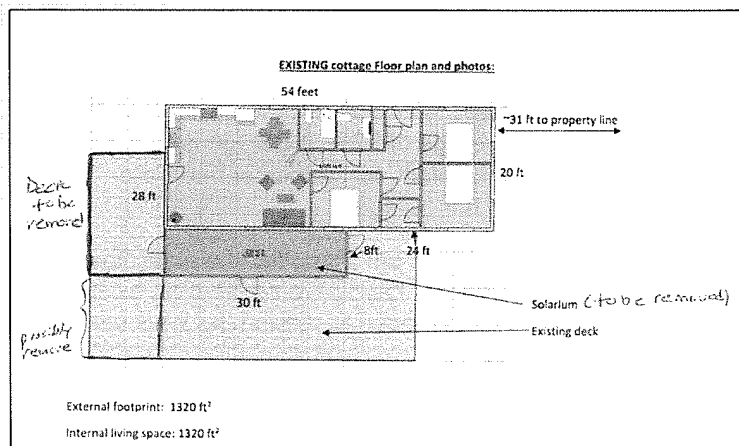 EXISTING cottage Floor plan and photos:
54 feet
~31 ft to property line
20 ft
28 ft
Deck
to be
removed
8ft
24 ft
30 ft
Solarium (to be removed)
possibly
remove
Existing deck
External footprint: 1320 ft²
Internal living space: 1320 ft²